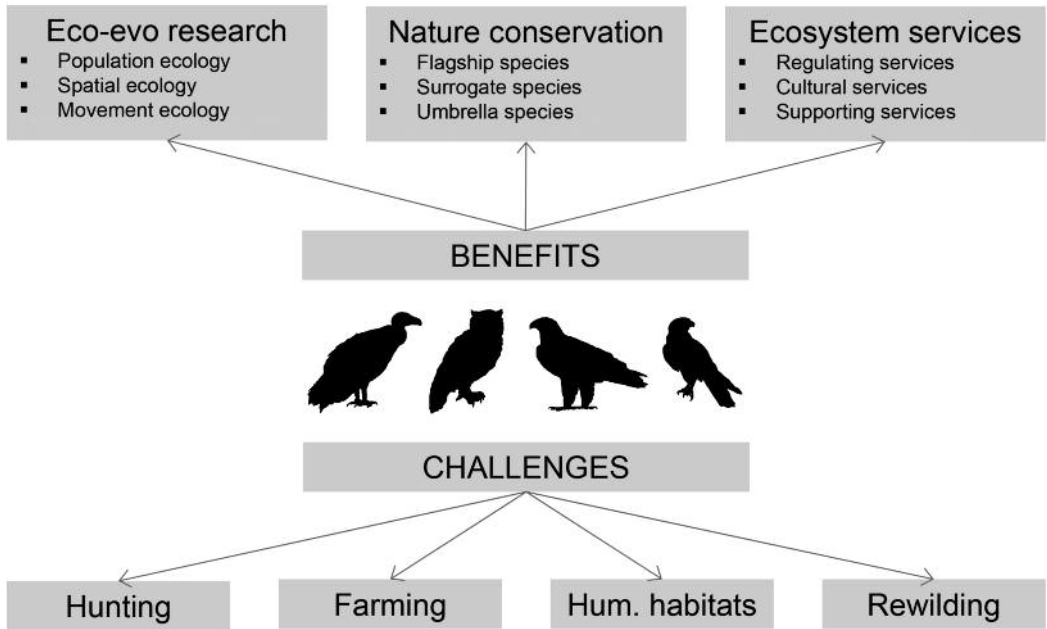 Eco-evo research
▪ Population ecology
▪ Spatial ecology
▪ Movement ecology
Nature conservation
▪ Flagship species
▪ Surrogate species
▪ Umbrella species
Ecosystem services
▪ Regulating services
▪ Cultural services
▪ Supporting services
BENEFITS
CHALLENGES
Hunting
Farming
Hum. habitats
Rewilding